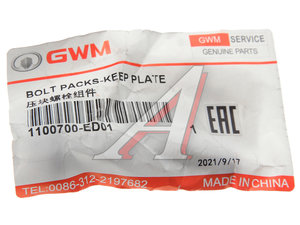 GWM
GWM SERVICE
GENUINE PARTS
BOLT PACKS-KEEP PLATE
压块螺栓组件
1100700-ED01
1
EAC
2021/9/17
TEL:0086-312-2197682
MADE IN CHINA